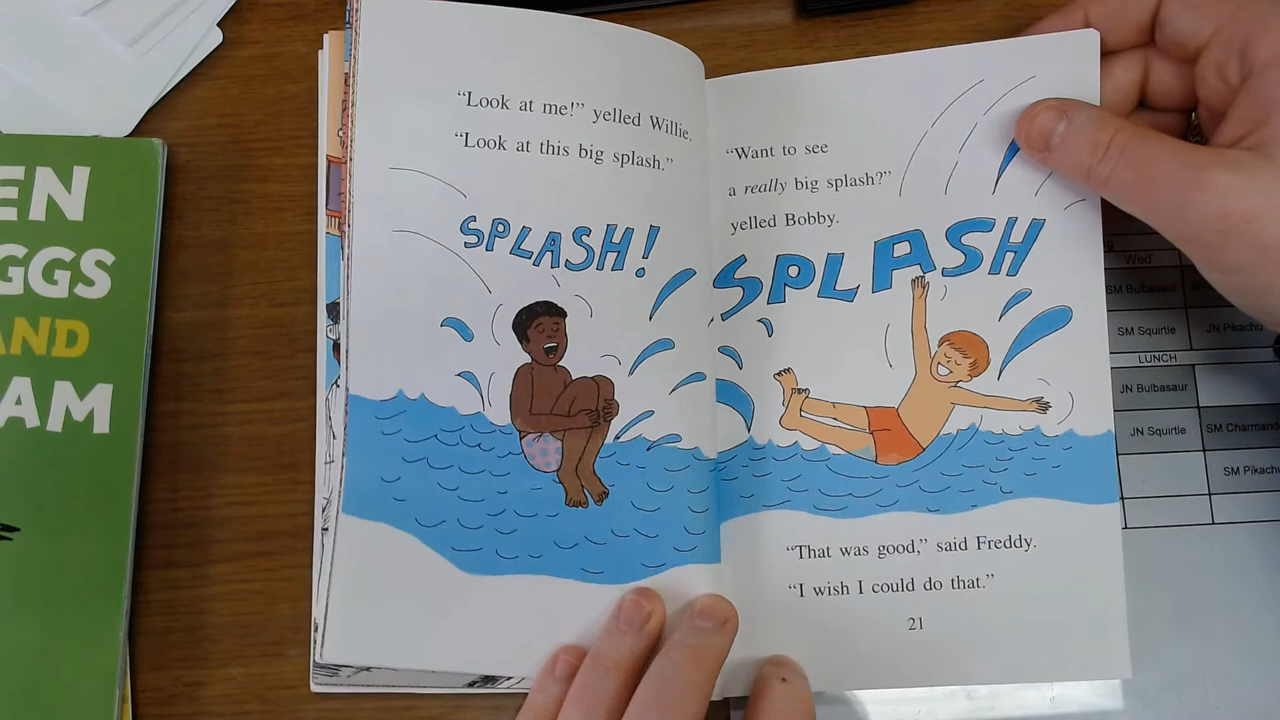 EN
GGS
AND
AM
"Look at me!" yelled Willie.
"Look at this big splash."
SPLASH!
"Want to see
a really big splash?"
yelled Bobby.
SPLASH
"That was good," said Freddy.
"I wish I could do that."
21
Wed
SM Bulbasaur
SM Squirtle JN Pikachu
LUNCH
JN Bulbasaur
JN Squirtle SM Charmand
SM Pikach